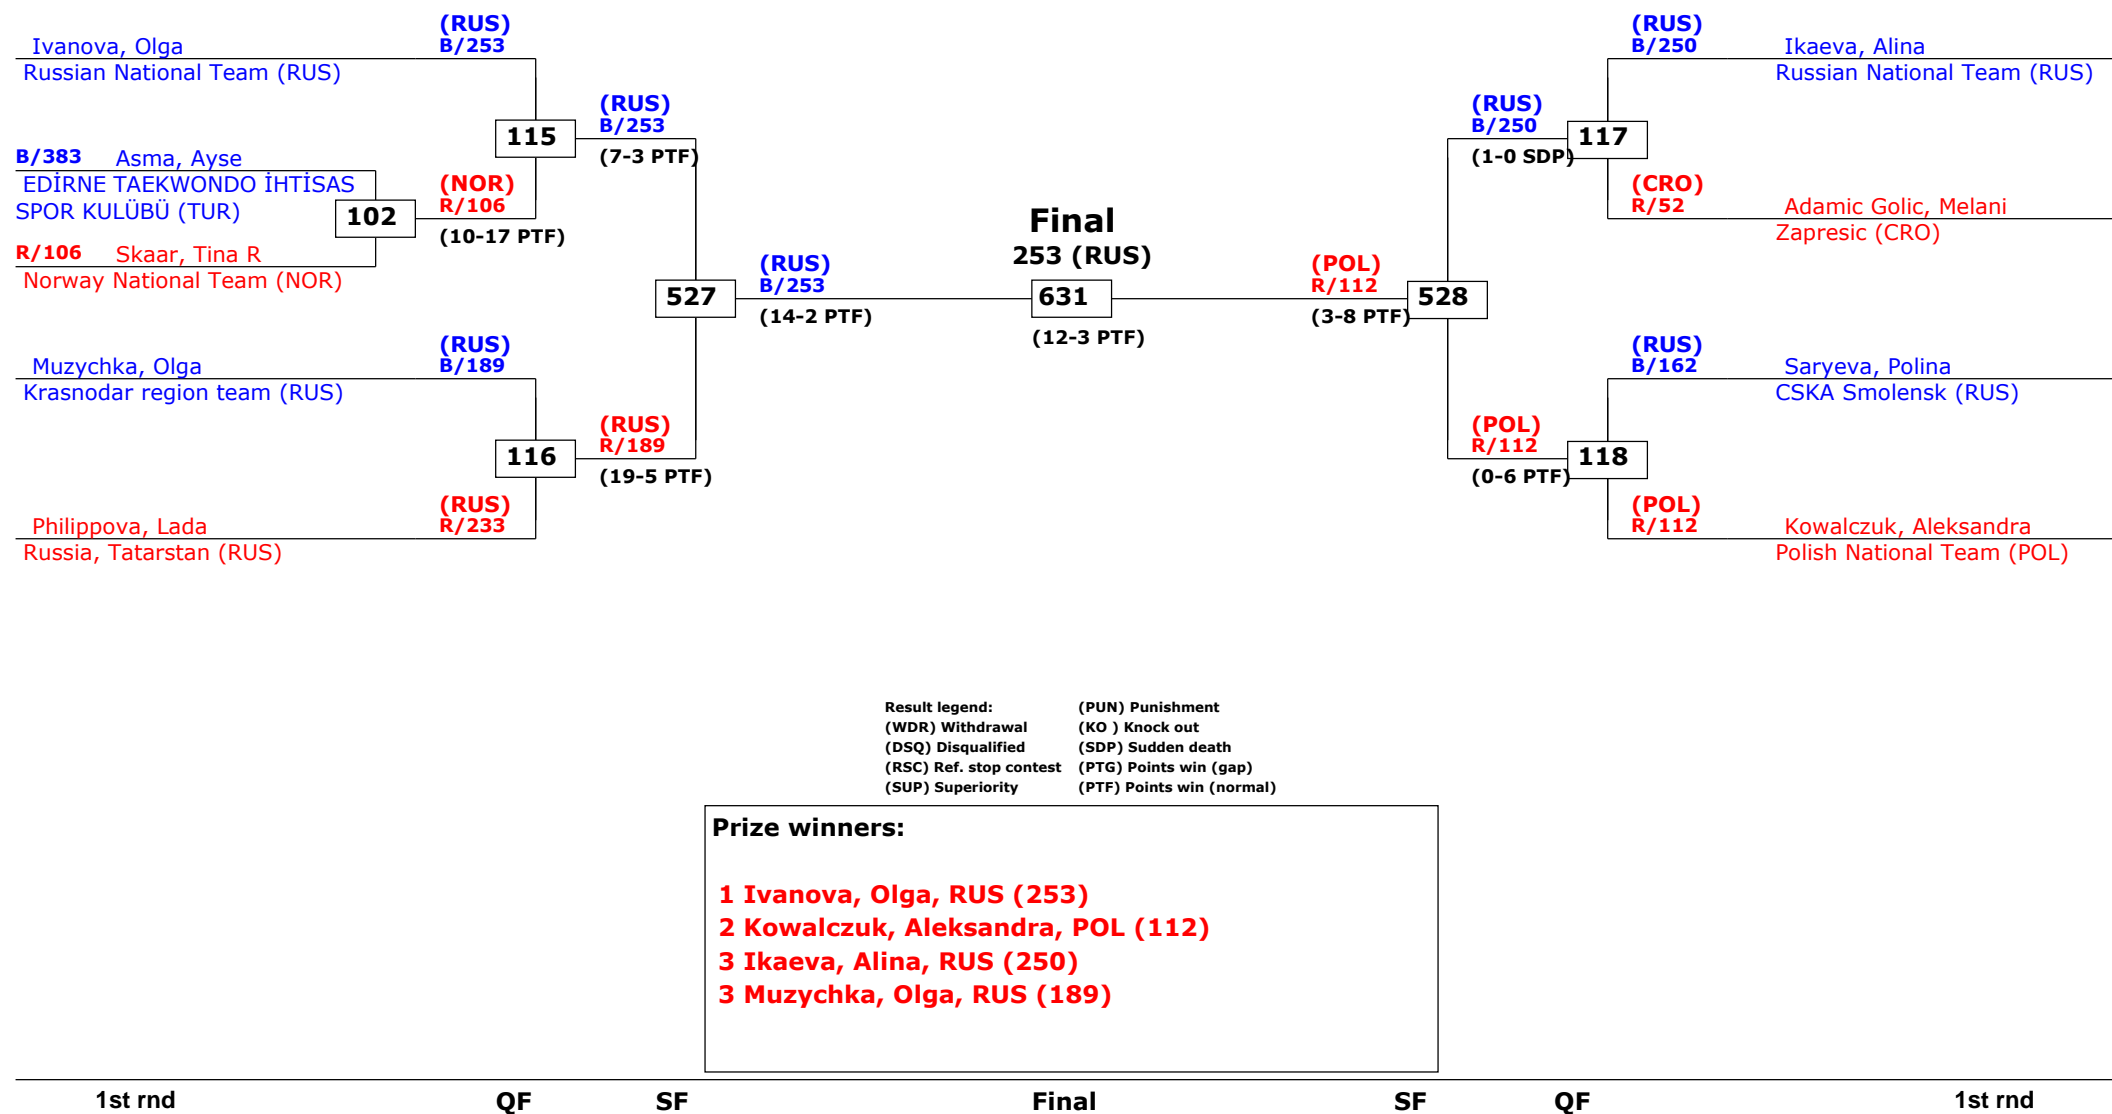 (RUS)
B/253
Ivanova, Olga
Russian National Team (RUS)
115
(RUS)
B/253
(7-3 PTF)
B/383 Asma, Ayse
EDİRNE TAEKWONDO İHTİSAS
SPOR KULÜBÜ (TUR)
102
(NOR)
R/106
(10-17 PTF)
R/106 Skaar, Tina R
Norway National Team (NOR)
527
(RUS)
B/253
(14-2 PTF)
(RUS)
B/189
Muzychka, Olga
Krasnodar region team (RUS)
116
(RUS)
R/189
(19-5 PTF)
(RUS)
R/233
Philippova, Lada
Russia, Tatarstan (RUS)
Final
253 (RUS)
631
(12-3 PTF)
(POL)
R/112
(3-8 PTF)
528
(RUS)
B/250
(1-0 SDP)
117
(RUS)
B/250
Ikaeva, Alina
Russian National Team (RUS)
(CRO)
R/52
Adamic Golic, Melani
Zapresic (CRO)
(RUS)
B/162
Saryeva, Polina
CSKA Smolensk (RUS)
(POL)
R/112
(0-6 PTF)
118
(POL)
R/112
Kowalczuk, Aleksandra
Polish National Team (POL)
Result legend: (PUN) Punishment
(WDR) Withdrawal (KO ) Knock out
(DSQ) Disqualified (SDP) Sudden death
(RSC) Ref. stop contest (PTG) Points win (gap)
(SUP) Superiority (PTF) Points win (normal)
Prize winners:
1 Ivanova, Olga, RUS (253)
2 Kowalczuk, Aleksandra, POL (112)
3 Ikaeva, Alina, RUS (250)
3 Muzychka, Olga, RUS (189)
1st rnd QF SF Final SF QF 1st rnd